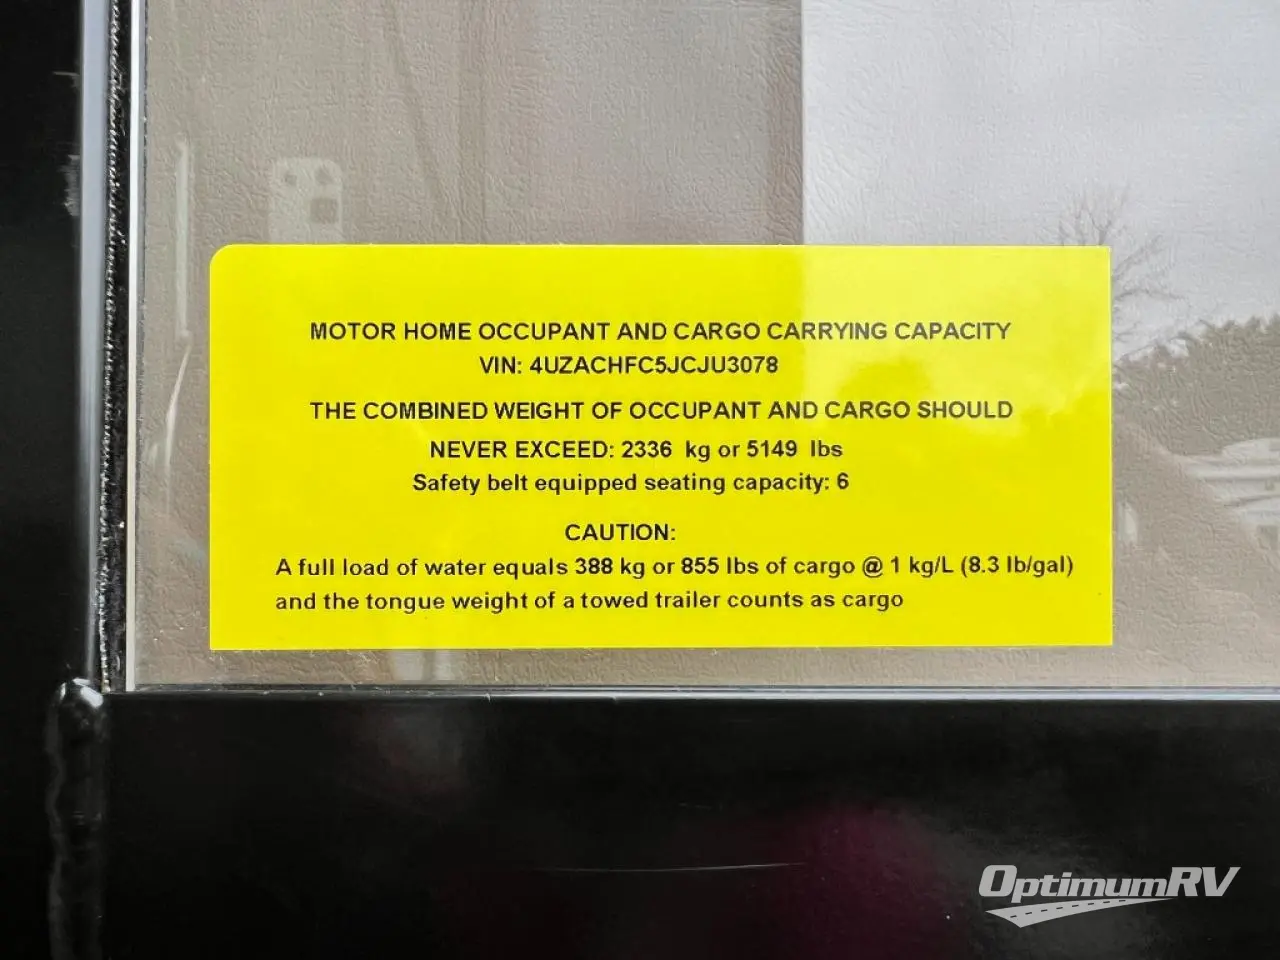 MOTOR HOME OCCUPANT AND CARGO CARRYING CAPACITY
VIN: 4UZACHFC5JCJU3078
THE COMBINED WEIGHT OF OCCUPANT AND CARGO SHOULD
NEVER EXCEED: 2336 kg or 5149 lbs
Safety belt equipped seating capacity: 6
CAUTION:
A full load of water equals 388 kg or 855 lbs of cargo @ 1 kg/L (8.3 lb/gal)
and the tongue weight of a towed trailer counts as cargo
OptimumRV